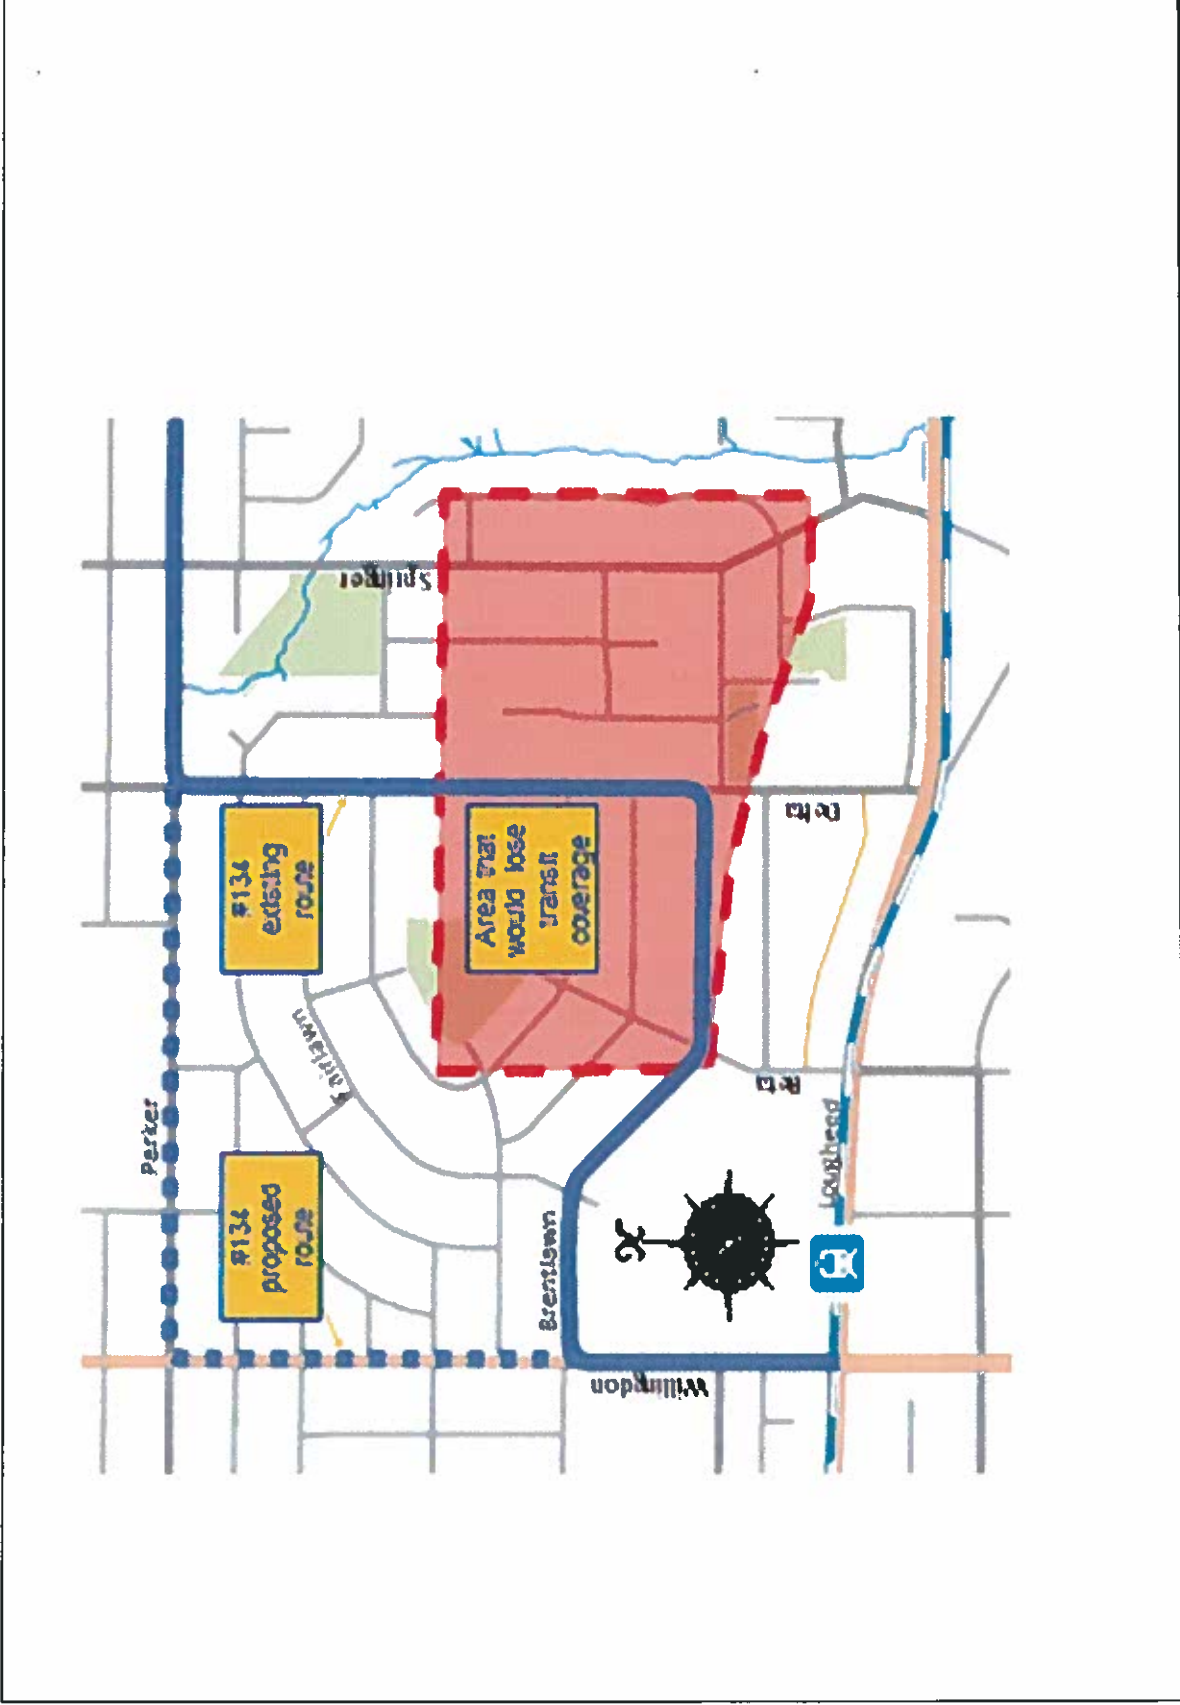 Parker
#134
proposed
route
#134
existing
route
Fairlawn
Springer
Area that
would lose
transit
coverage
Brentlawn
Willingdon
Delta
Beta
Lougheed